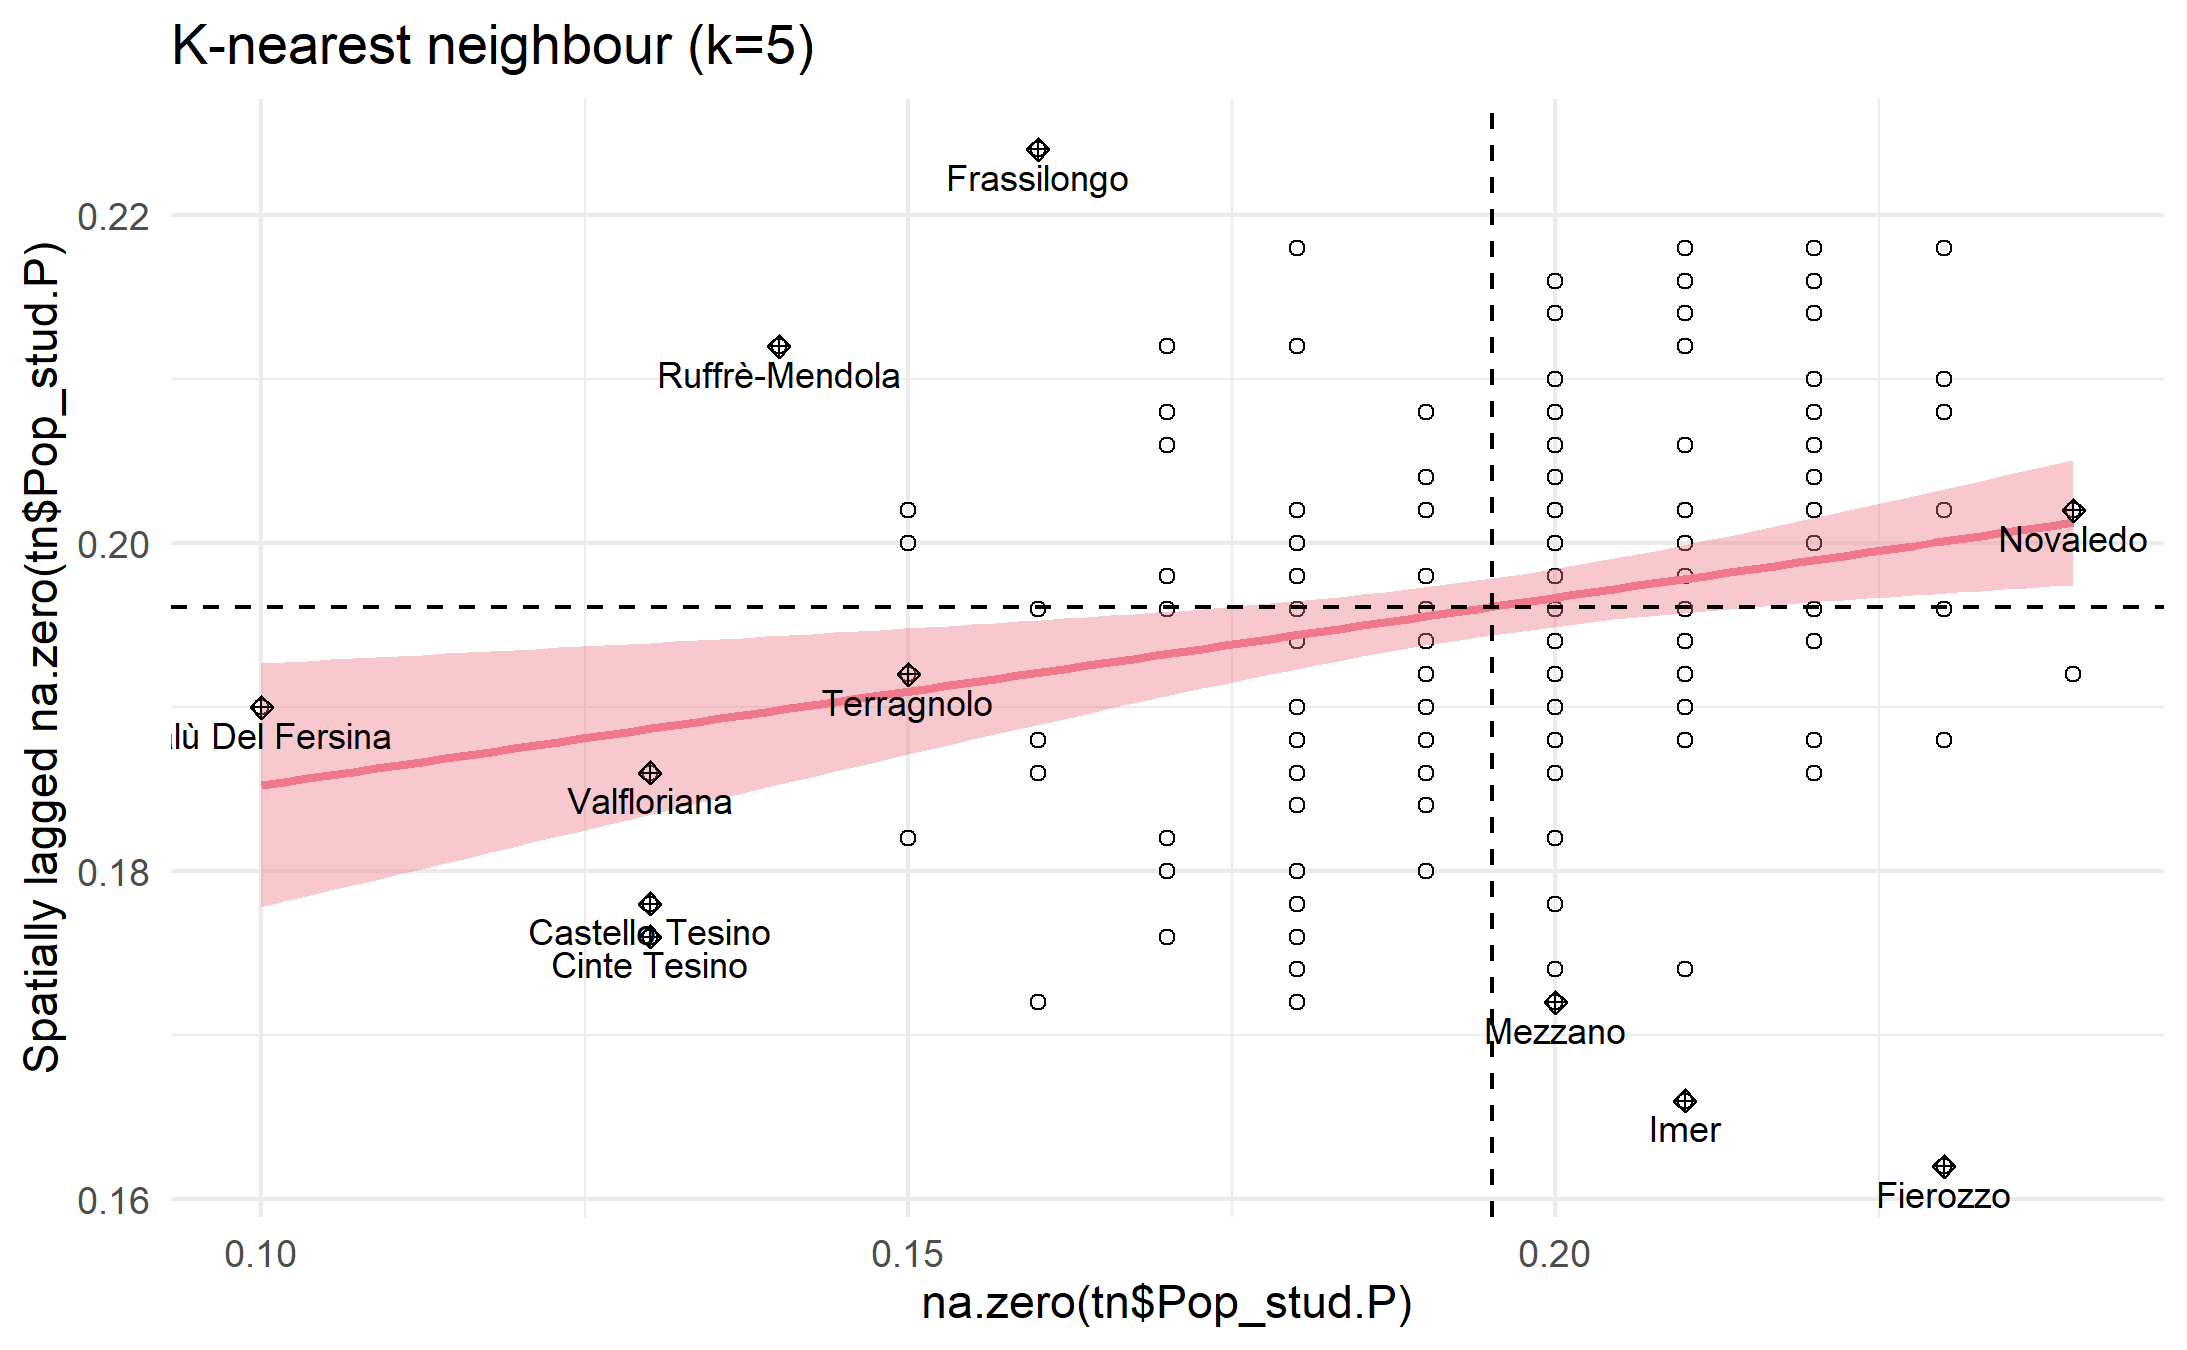 K-nearest neighbour (k=5)
Spatially lagged na.zero(tn$Pop_stud.P)
0.22
0.20
0.18
0.16
Frassilongo
Ruffrè-Mendola
Novaledo
Terragnolo
lù Del Fersina
Valfloriana
Castello Tesino
Cinte Tesino
Mezzano
Imer
Fierozzo
0.10
0.15
0.20
na.zero(tn$Pop_stud.P)